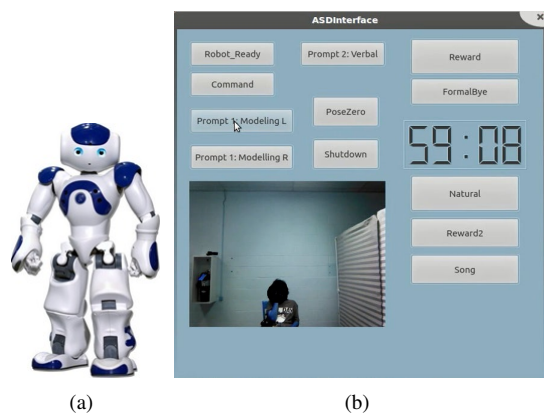 ASDInterface
x
Robot_Ready
Prompt 2: Verbal
Reward
Command
FormalBye
Prompt 1: Modeling L
PoseZero
59:08
Prompt 1: Modelling R
Shutdown
Natural
Reward2
Song
(a)
(b)